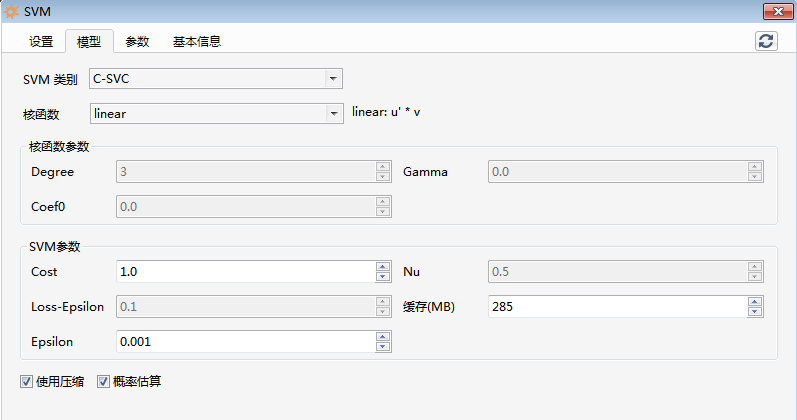 SVM
设置 模型 参数 基本信息
SVM 类别 C-SVC
核函数 linear linear: u' * v
核函数参数
Degree 3 Gamma 0.0
Coef0 0.0
SVM参数
Cost 1.0 Nu 0.5
Loss-Epsilon 0.1 缓存(MB) 285
Epsilon 0.001
使用压缩 概率估算